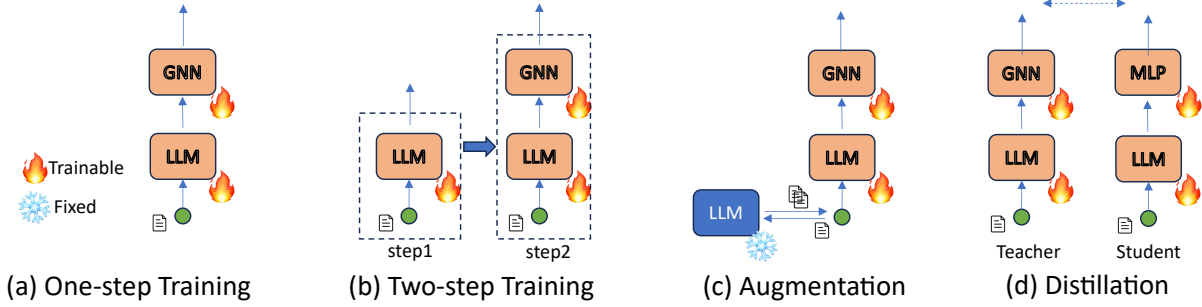 GNN
LLM
Trainable
Fixed
(a) One-step Training
LLM
step1
GNN
LLM
step2
(b) Two-step Training
GNN
LLM
LLM
(c) Augmentation
GNN
LLM
Teacher
MLP
LLM
Student
(d) Distillation